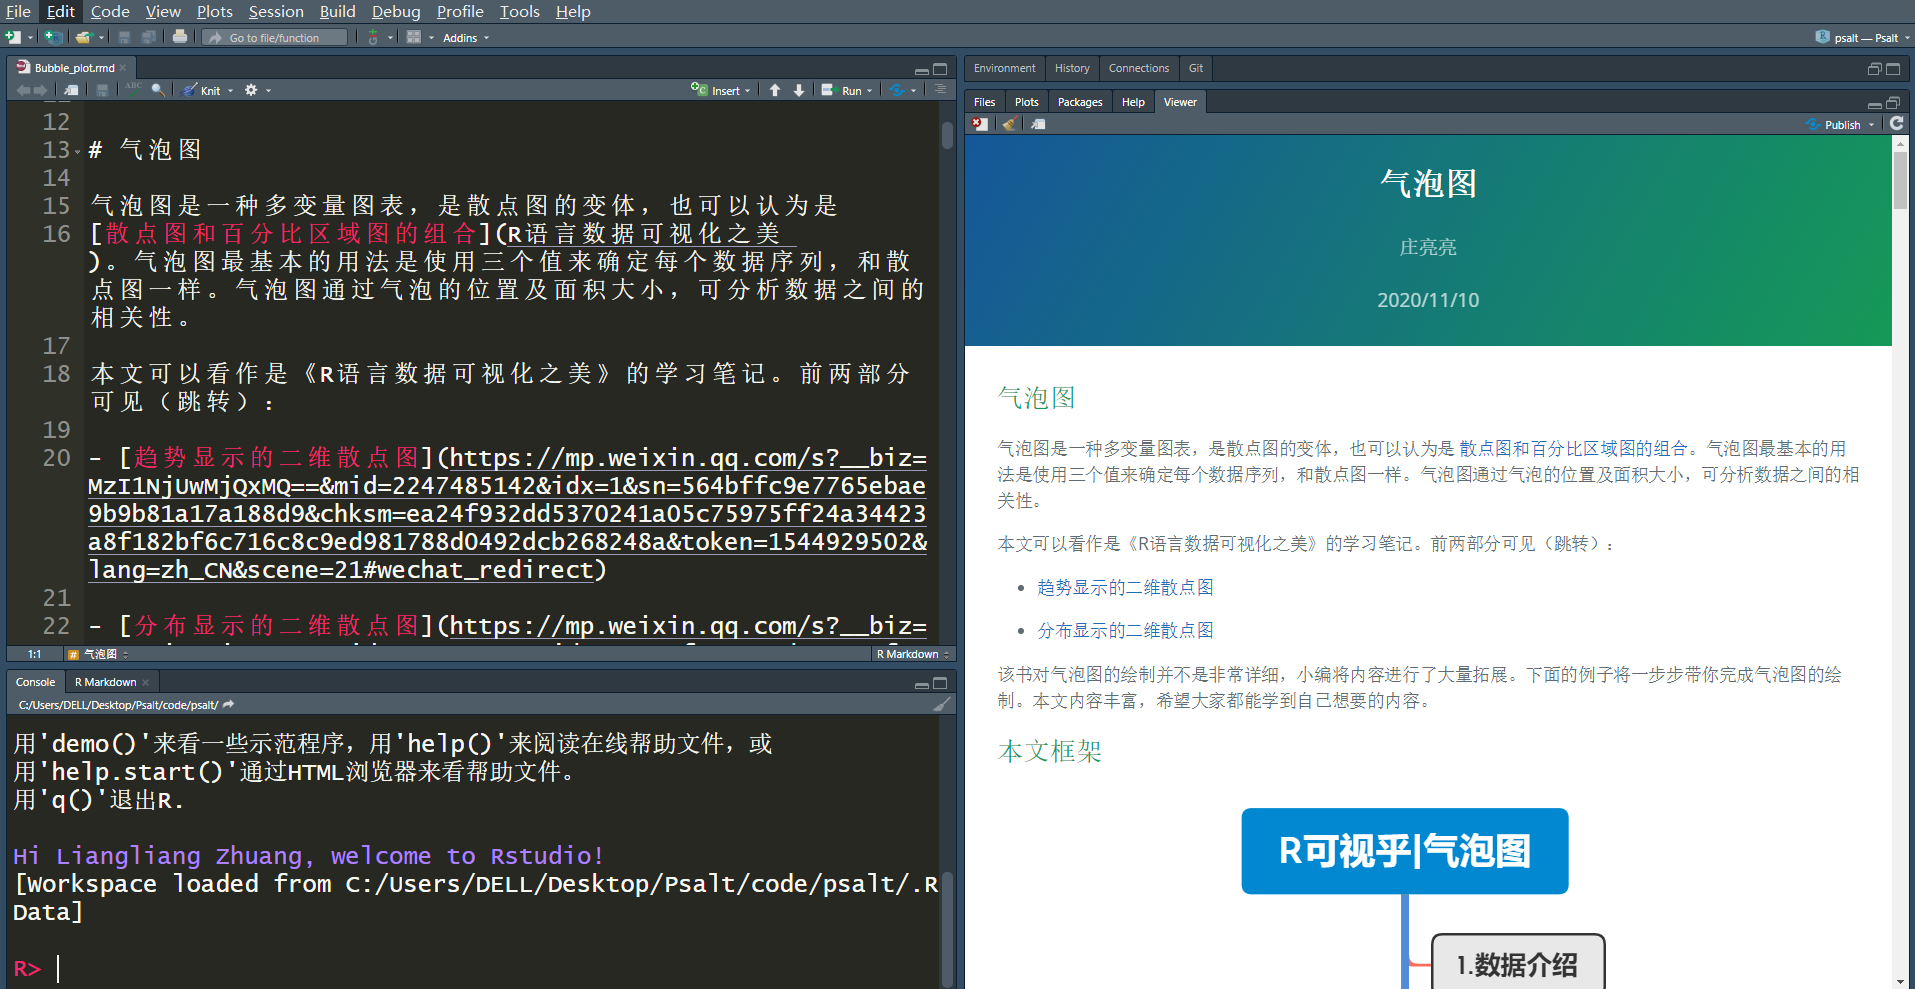 File Edit Code View Plots Session Build Debug Profile Tools Help
Go to file/function Addins psalt — Psalt
Bubble_plot.rmd
ABC Knit Insert Run
12
13 # 气泡图
14
15 气泡图是一种多变量图表，是散点图的变体，也可以认为是
16 [散点图和百分比区域图的组合](R语言数据可视化之美
)。气泡图最基本的用法是使用三个值来确定每个数据序列，和散
点图一样。气泡图通过气泡的位置及面积大小，可分析数据之间的
相关性。
17
18 本文可以看作是《R语言数据可视化之美》的学习笔记。前两部分
可见（跳转）：
19
20 - [趋势显示的二维散点图](https://mp.weixin.qq.com/s?__biz=
MzI1NjUwMjQxMQ==&mid=2247485142&idx=1&sn=564bffc9e7765ebae
9b9b81a17a188d9&chksm=ea24f932dd5370241a05c75975ff24a34423
a8f182bf6c716c8c9ed981788d0492dcb268248a&token=1544929502&
lang=zh_CN&scene=21#wechat_redirect)
21
22 - [分布显示的二维散点图](https://mp.weixin.qq.com/s?__biz=
1:1 # 气泡图 R Markdown
Console R Markdown
C:/Users/DELL/Desktop/Psalt/code/psalt/
用'demo()'来看一些示范程序，用'help()'来阅读在线帮助文件，或
用'help.start()'通过HTML浏览器来看帮助文件。
用'q()'退出R.
Hi Liangliang Zhuang, welcome to Rstudio!
[Workspace loaded from C:/Users/DELL/Desktop/Psalt/code/psalt/.R
Data]
R>
Environment History Connections Git
Files Plots Packages Help Viewer
Publish
气泡图
庄亮亮
2020/11/10
气泡图
气泡图是一种多变量图表，是散点图的变体，也可以认为是 散点图和百分比区域图的组合。气泡图最基本的用
法是使用三个值来确定每个数据序列，和散点图一样。气泡图通过气泡的位置及面积大小，可分析数据之间的相
关性。
本文可以看作是《R语言数据可视化之美》的学习笔记。前两部分可见（跳转）：
• 趋势显示的二维散点图
• 分布显示的二维散点图
该书对气泡图的绘制并不是非常详细，小编将内容进行了大量拓展。下面的例子将一步步带你完成气泡图的绘
制。本文内容丰富，希望大家都能学到自己想要的内容。
本文框架
R可视乎|气泡图
1.数据介绍